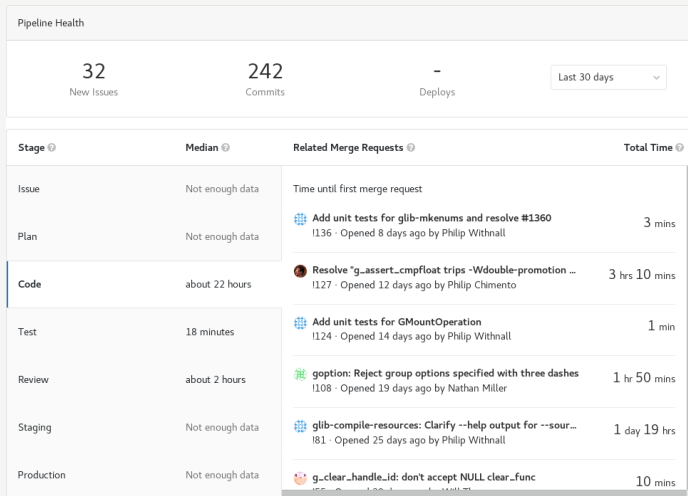 Pipeline Health
32 242 -
New Issues Commits Deploys Last 30 days
Stage Median Related Merge Requests Total Time
Issue Not enough data Time until first merge request
Add unit tests for glib-mkenums and resolve #1360 3 mins
!136 · Opened 8 days ago by Philip Withnall
Plan Not enough data
Resolve "g_assert_cmpfloat trips -Wdouble-promotion ... 3 hrs 10 mins
!127 · Opened 12 days ago by Philip Chimento
Code about 22 hours
Add unit tests for GMountOperation 1 min
!124 · Opened 14 days ago by Philip Withnall
Test 18 minutes
goption: Reject group options specified with three dashes 1 hr 50 mins
!108 · Opened 19 days ago by Nathan Miller
Review about 2 hours
glib-compile-resources: Clarify --help output for --sour... 1 day 19 hrs
!81 · Opened 25 days ago by Philip Withnall
Staging Not enough data
g_clear_handle_id: don't accept NULL clear_func 10 mins
Production Not enough data